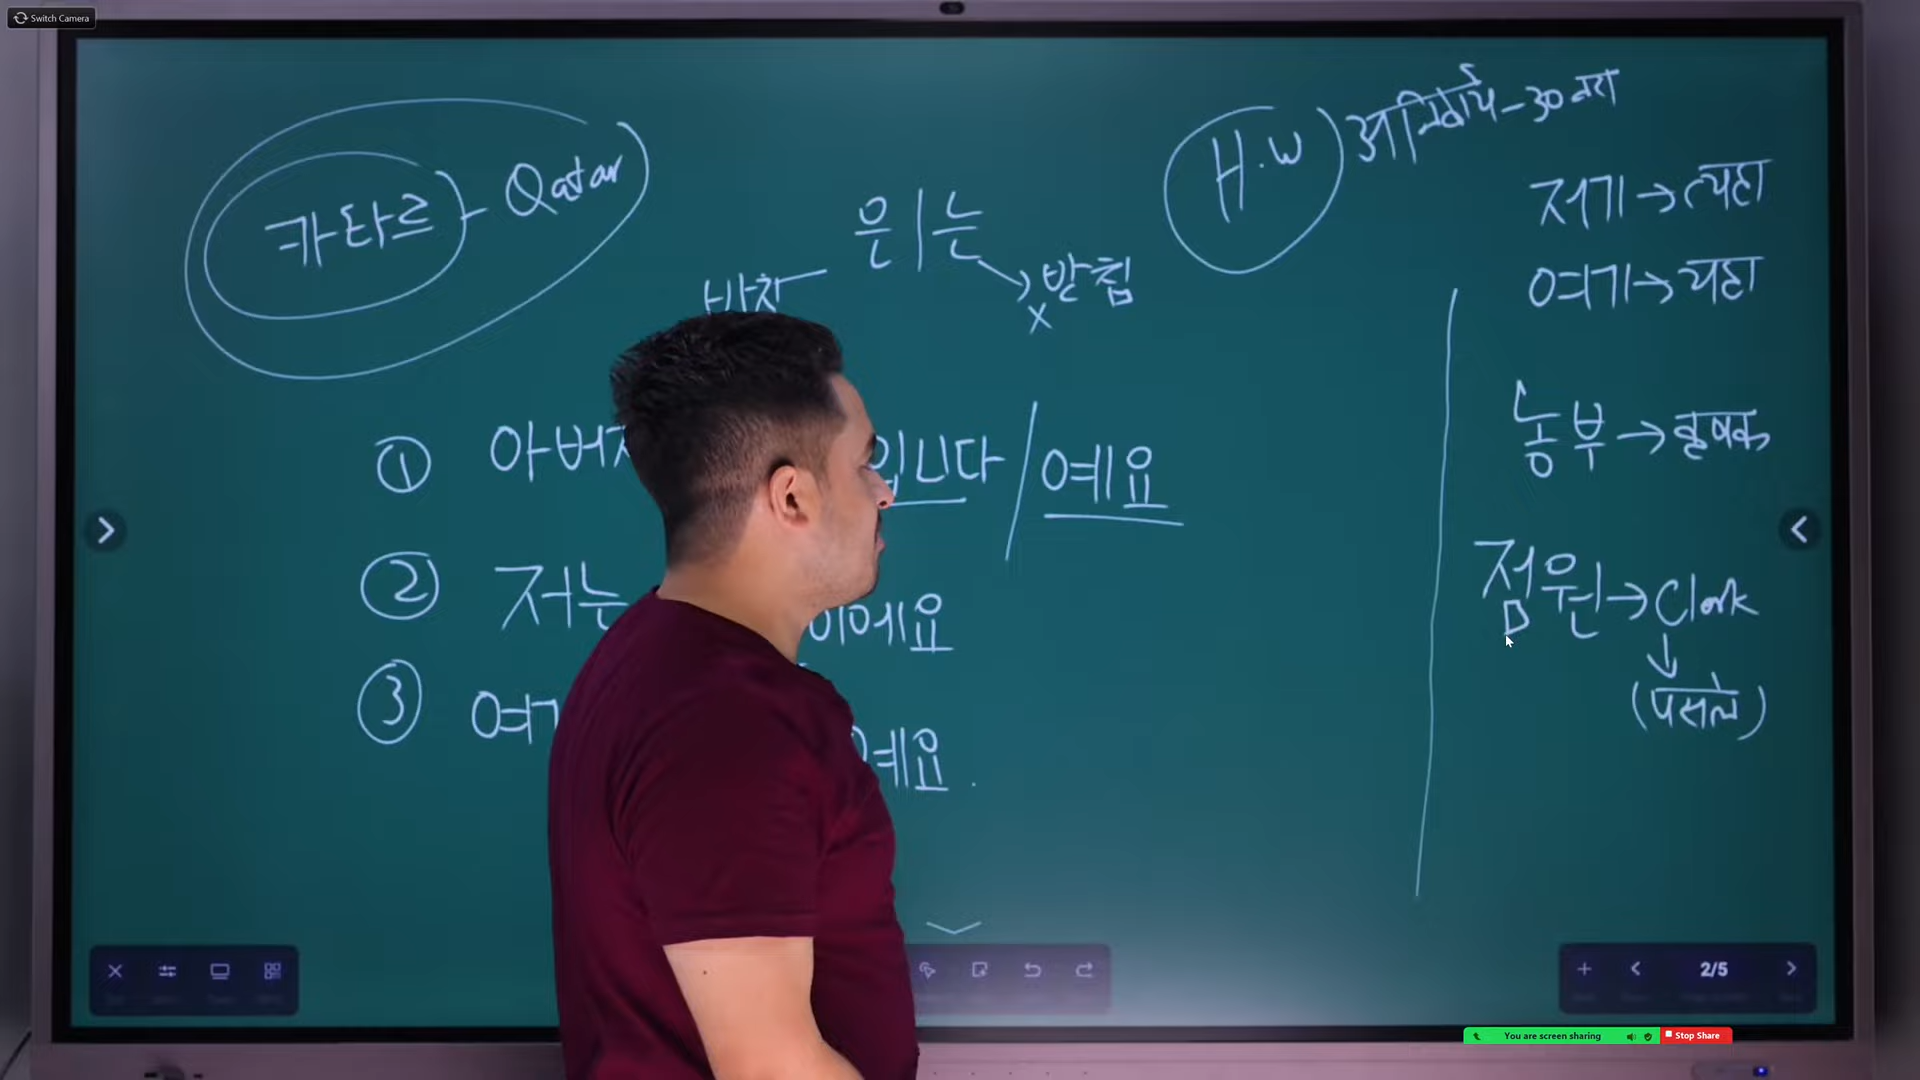 Switch Camera
카타르 - Qatar
은 | 는
받침
x
H.W) अनिवार्य - 30 वटा
저기 → त्यहा
여기 → यहा
농부 → कृषक
점원 → Clerk
↓
(पसले)
① 아버 입니다 / 예요
② 저는 이에요
③ 여기 예요.
2/5
You are screen sharing
Stop Share